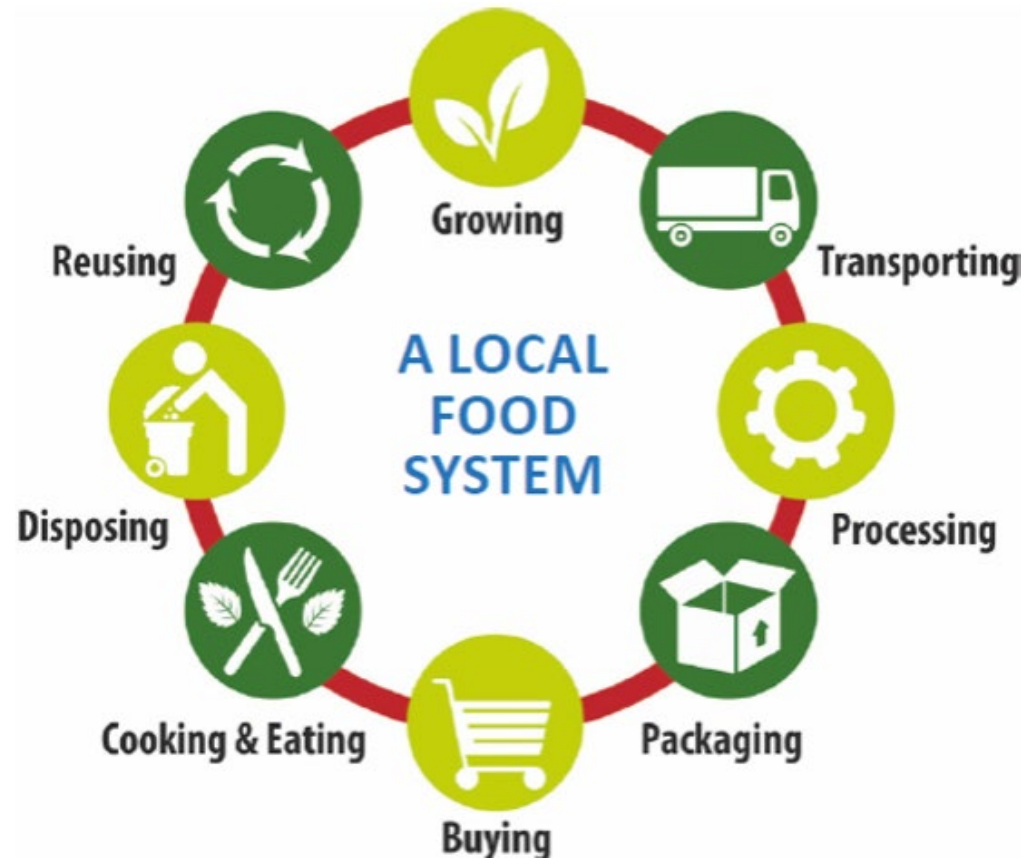 Growing
Transporting
Processing
Packaging
Buying
Cooking & Eating
Disposing
Reusing
A LOCAL
FOOD
SYSTEM